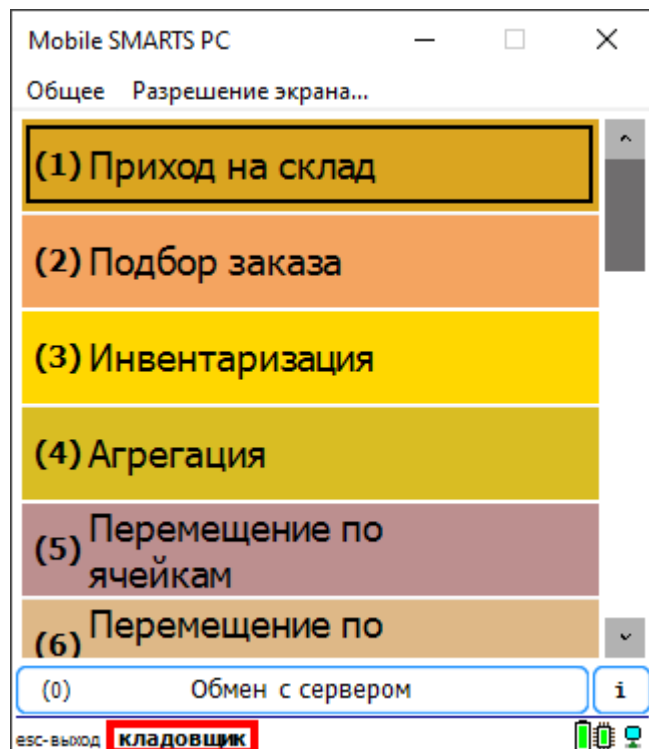 Mobile SMARTS PC
Общее Разрешение экрана...
(1) Приход на склад
(2) Подбор заказа
(3) Инвентаризация
(4) Агрегация
(5) Перемещение по
ячейкам
(6) Перемещение по
(0) Обмен с сервером i
esc-выход кладовщик